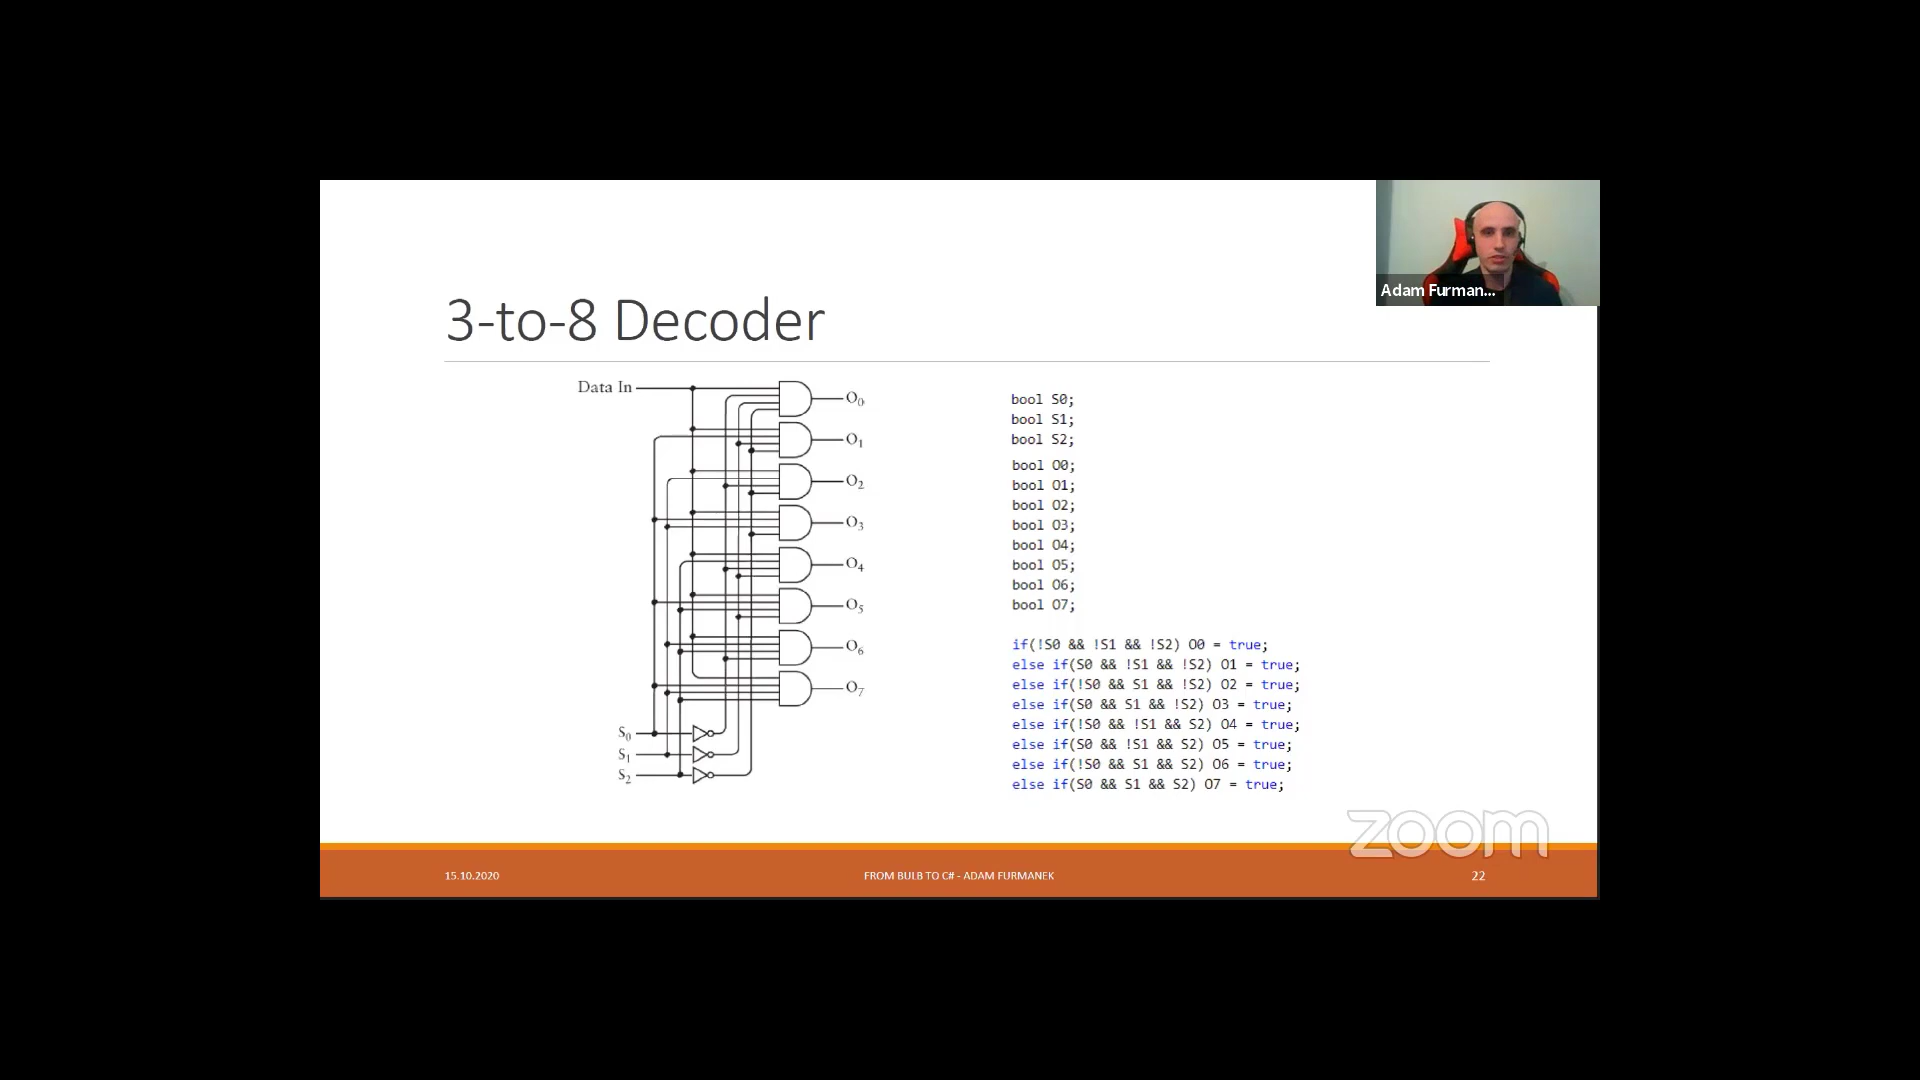 Adam Furman...
3-to-8 Decoder
Data In
O0
O1
O2
O3
O4
O5
O6
O7
S0
S1
S2
bool S0;
bool S1;
bool S2;
bool O0;
bool O1;
bool O2;
bool O3;
bool O4;
bool O5;
bool O6;
bool O7;
if(!S0 && !S1 && !S2) O0 = true;
else if(S0 && !S1 && !S2) O1 = true;
else if(!S0 && S1 && !S2) O2 = true;
else if(S0 && S1 && !S2) O3 = true;
else if(!S0 && !S1 && S2) O4 = true;
else if(S0 && !S1 && S2) O5 = true;
else if(!S0 && S1 && S2) O6 = true;
else if(S0 && S1 && S2) O7 = true;
zoom
15.10.2020
FROM BULB TO C# - ADAM FURMANEK
22